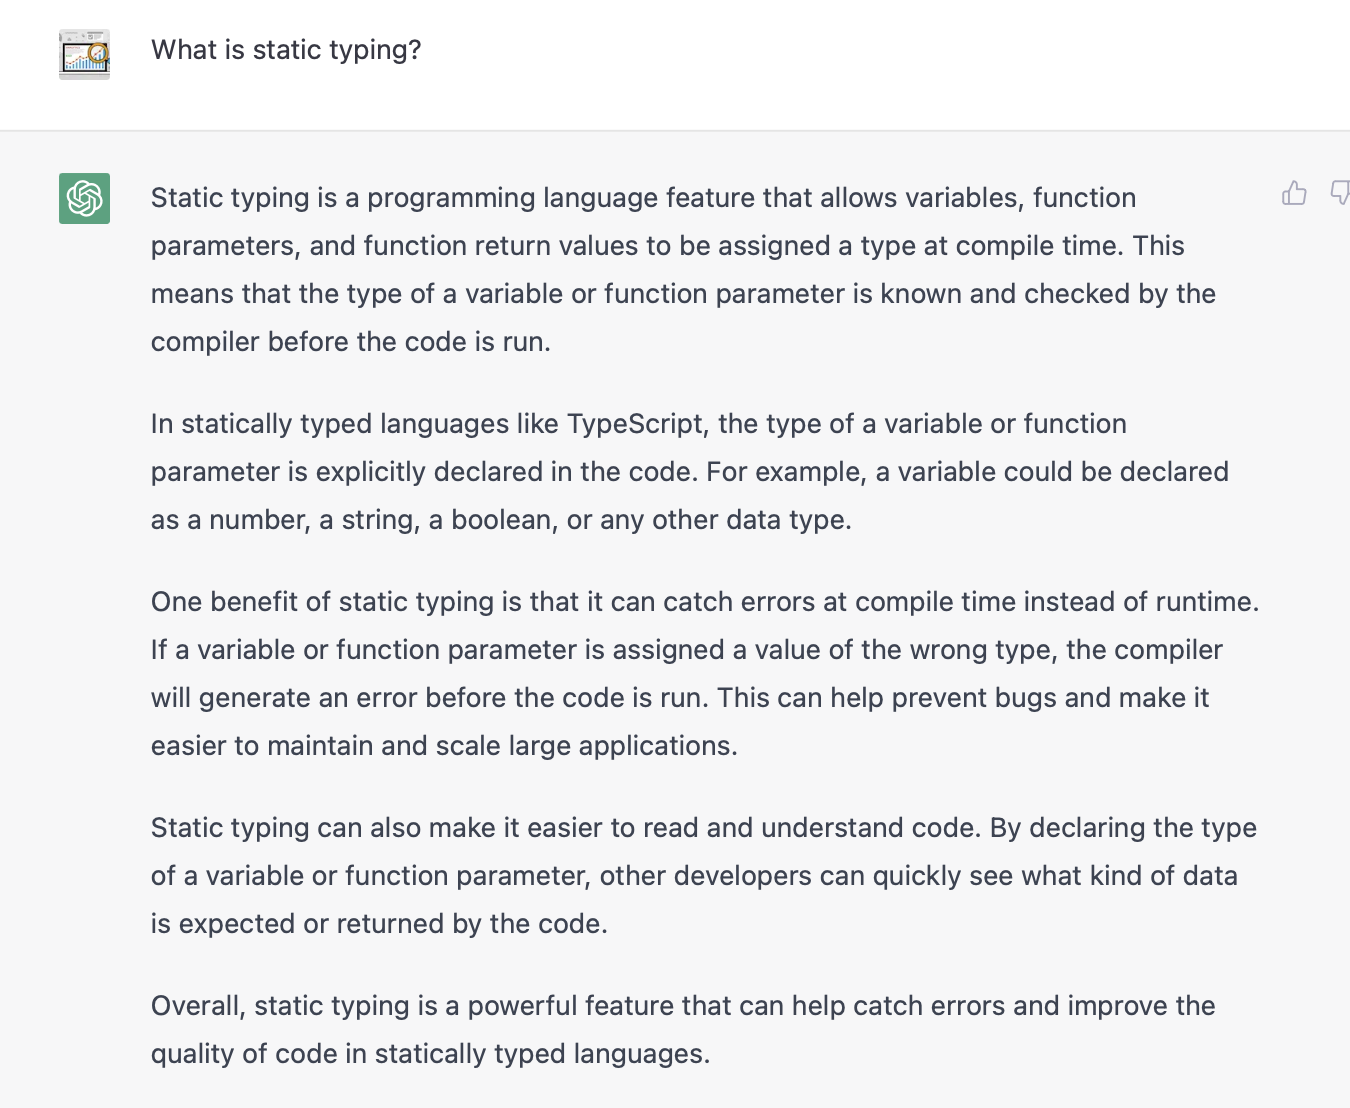 What is static typing?
Static typing is a programming language feature that allows variables, function
parameters, and function return values to be assigned a type at compile time. This
means that the type of a variable or function parameter is known and checked by the
compiler before the code is run.
In statically typed languages like TypeScript, the type of a variable or function
parameter is explicitly declared in the code. For example, a variable could be declared
as a number, a string, a boolean, or any other data type.
One benefit of static typing is that it can catch errors at compile time instead of runtime.
If a variable or function parameter is assigned a value of the wrong type, the compiler
will generate an error before the code is run. This can help prevent bugs and make it
easier to maintain and scale large applications.
Static typing can also make it easier to read and understand code. By declaring the type
of a variable or function parameter, other developers can quickly see what kind of data
is expected or returned by the code.
Overall, static typing is a powerful feature that can help catch errors and improve the
quality of code in statically typed languages.